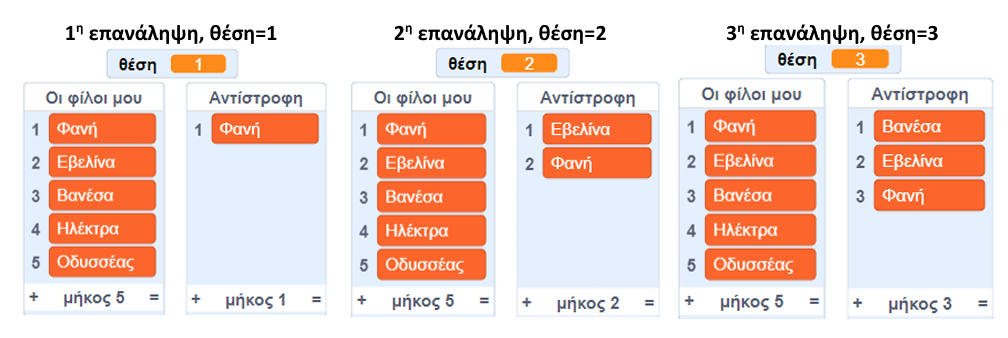 1η επανάληψη, θέση=1
θέση 1
Οι φίλοι μου
1 Φανή
2 Εβελίνα
3 Βανέσα
4 Ηλέκτρα
5 Οδυσσέας
+ μήκος 5 =
Αντίστροφη
1 Φανή
+ μήκος 1 =
2η επανάληψη, θέση=2
θέση 2
Οι φίλοι μου
1 Φανή
2 Εβελίνα
3 Βανέσα
4 Ηλέκτρα
5 Οδυσσέας
+ μήκος 5 =
Αντίστροφη
1 Εβελίνα
2 Φανή
+ μήκος 2 =
3η επανάληψη, θέση=3
θέση 3
Οι φίλοι μου
1 Φανή
2 Εβελίνα
3 Βανέσα
4 Ηλέκτρα
5 Οδυσσέας
+ μήκος 5 =
Αντίστροφη
1 Βανέσα
2 Εβελίνα
3 Φανή
+ μήκος 3 =